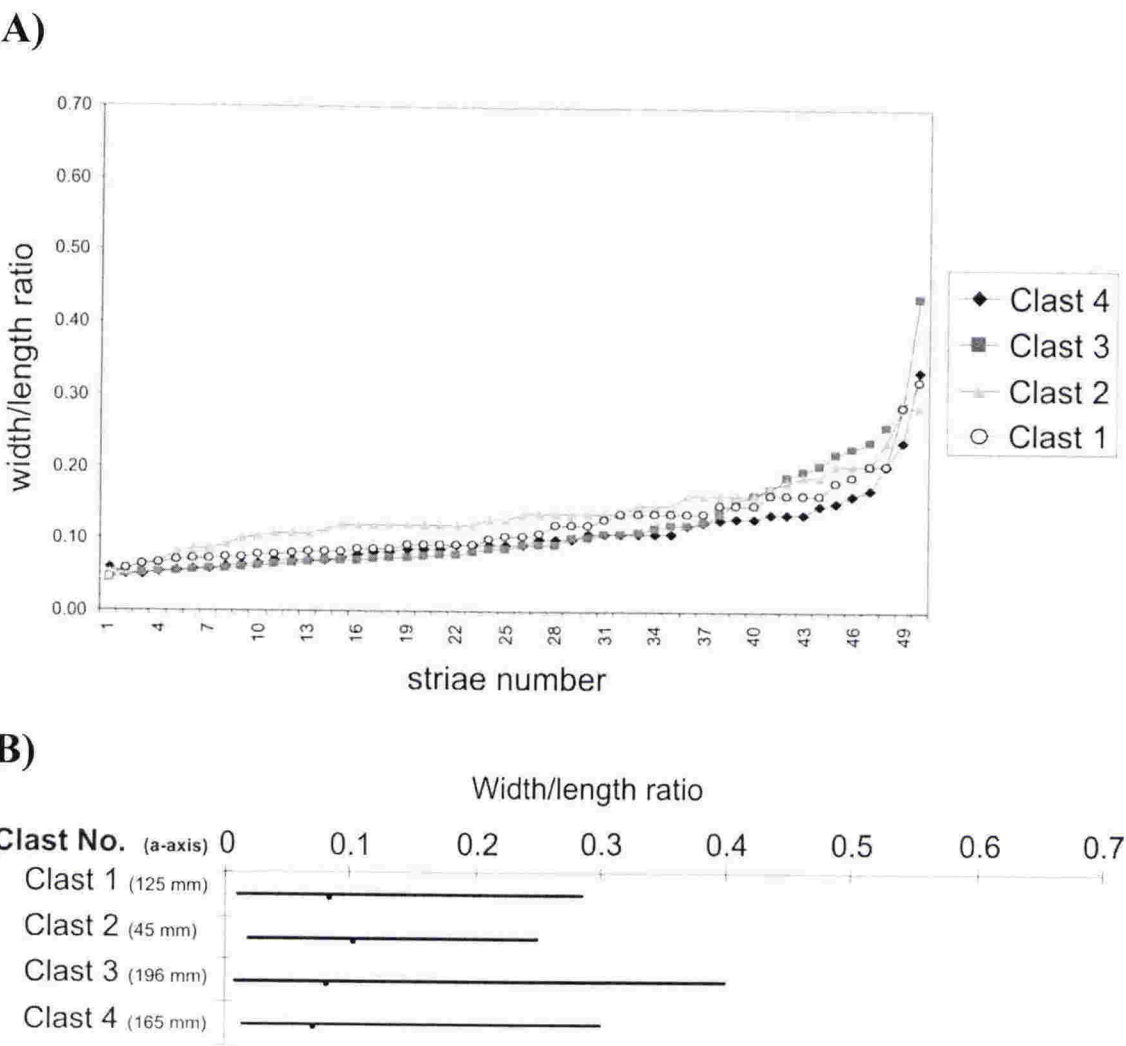 A)
0.70
0.60
0.50
0.40
0.30
0.20
0.10
0.00
width/length ratio
1 4 7 10 13 16 19 22 25 28 31 34 37 40 43 46 49
striae number
Clast 4
Clast 3
Clast 2
Clast 1
B)
Width/length ratio
Clast No. (a-axis) 0 0.1 0.2 0.3 0.4 0.5 0.6 0.7
Clast 1 (125 mm)
Clast 2 (45 mm)
Clast 3 (196 mm)
Clast 4 (165 mm)